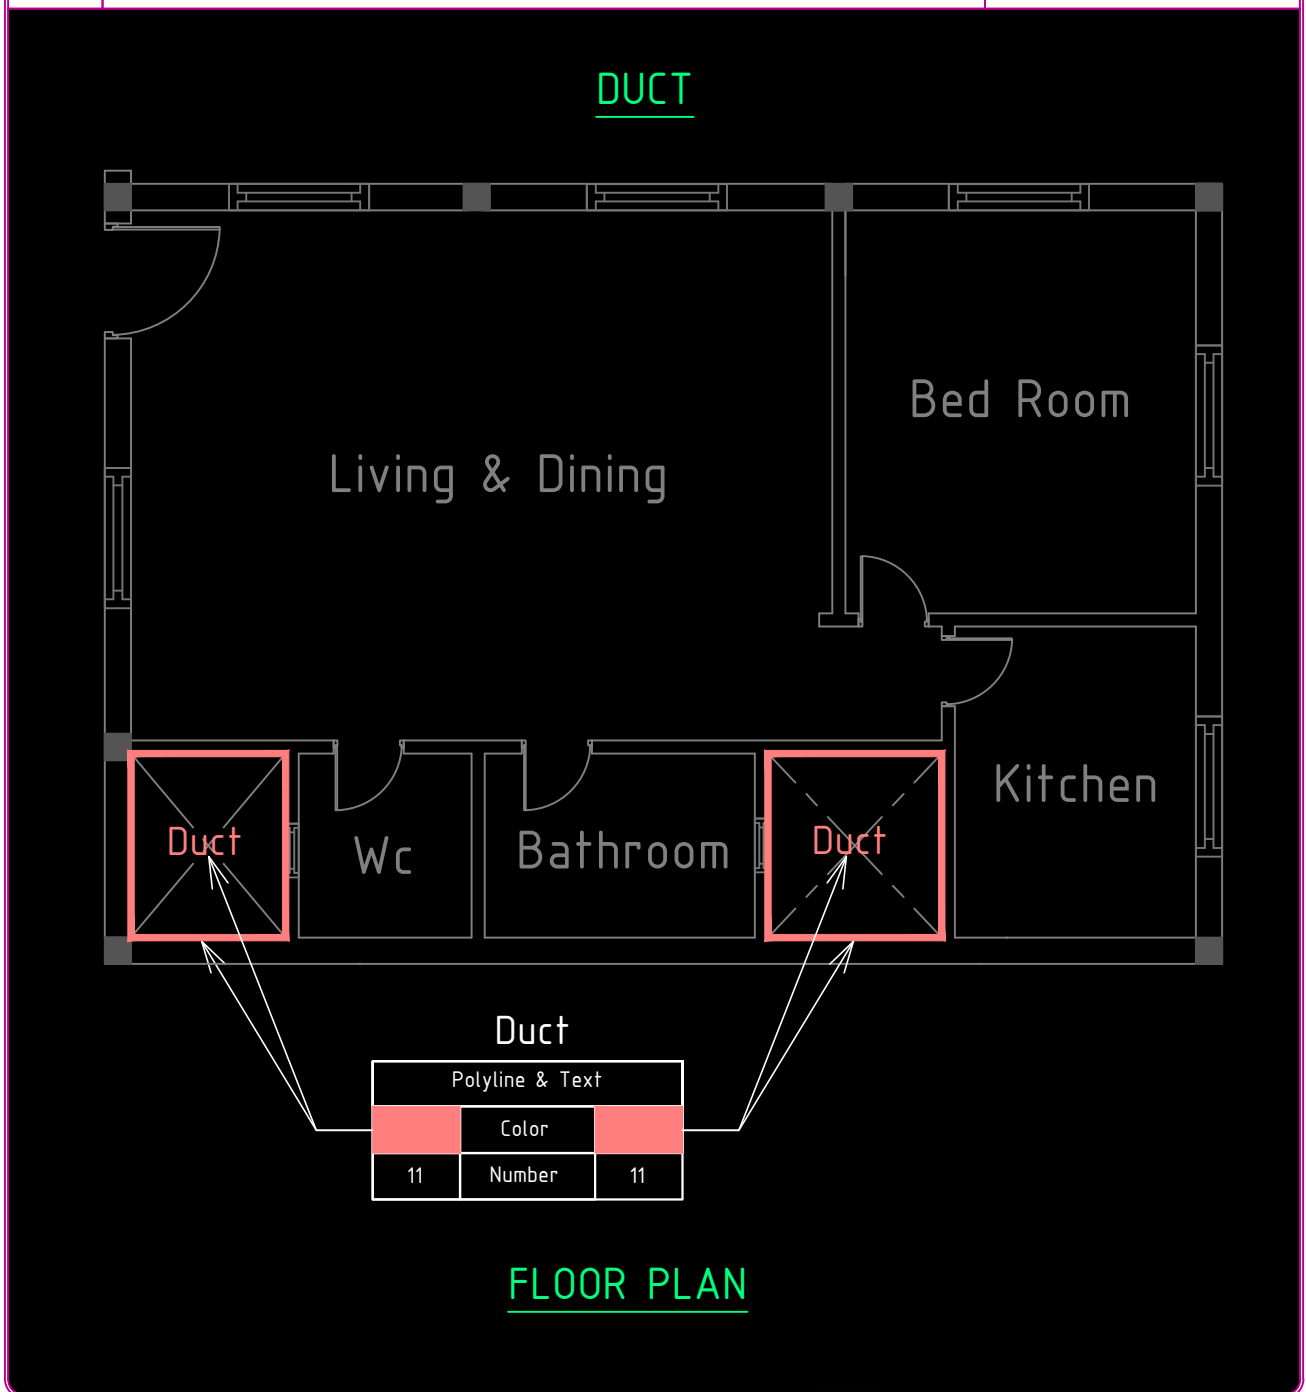 DUCT
Bed Room
Living & Dining
Kitchen
Duct
Duct
Wc
Bathroom
Duct
Polyline & Text
Color
11 Number 11
FLOOR PLAN